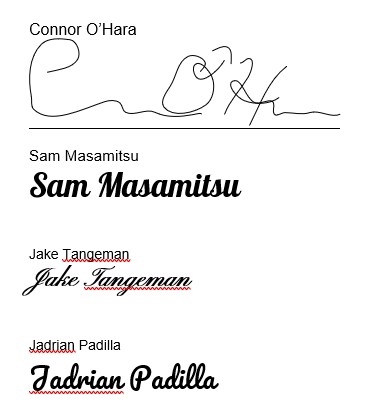 Connor O'Hara
C O'H
Sam Masamitsu
Sam Masamitsu
Jake Tangeman
Jake Tangeman
Jadrian Padilla
Jadrian Padilla